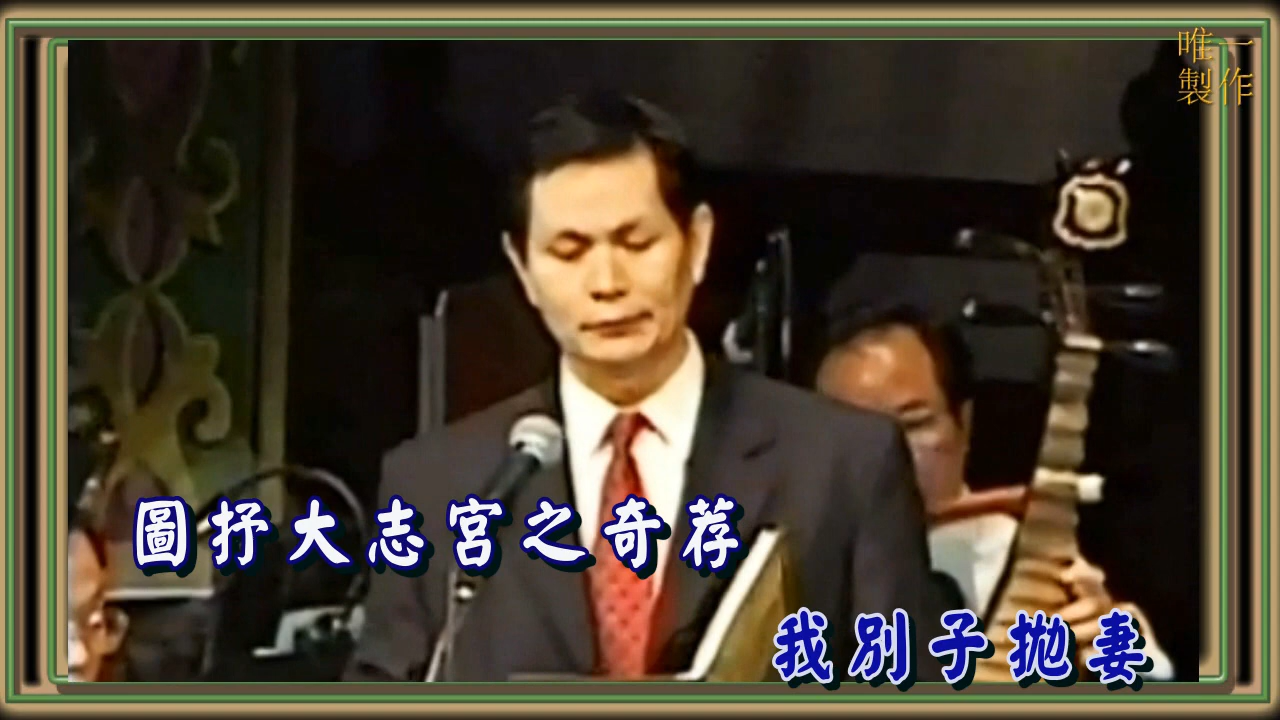 唯一
製作
圖抒大志宮之奇荐
我別子拋妻